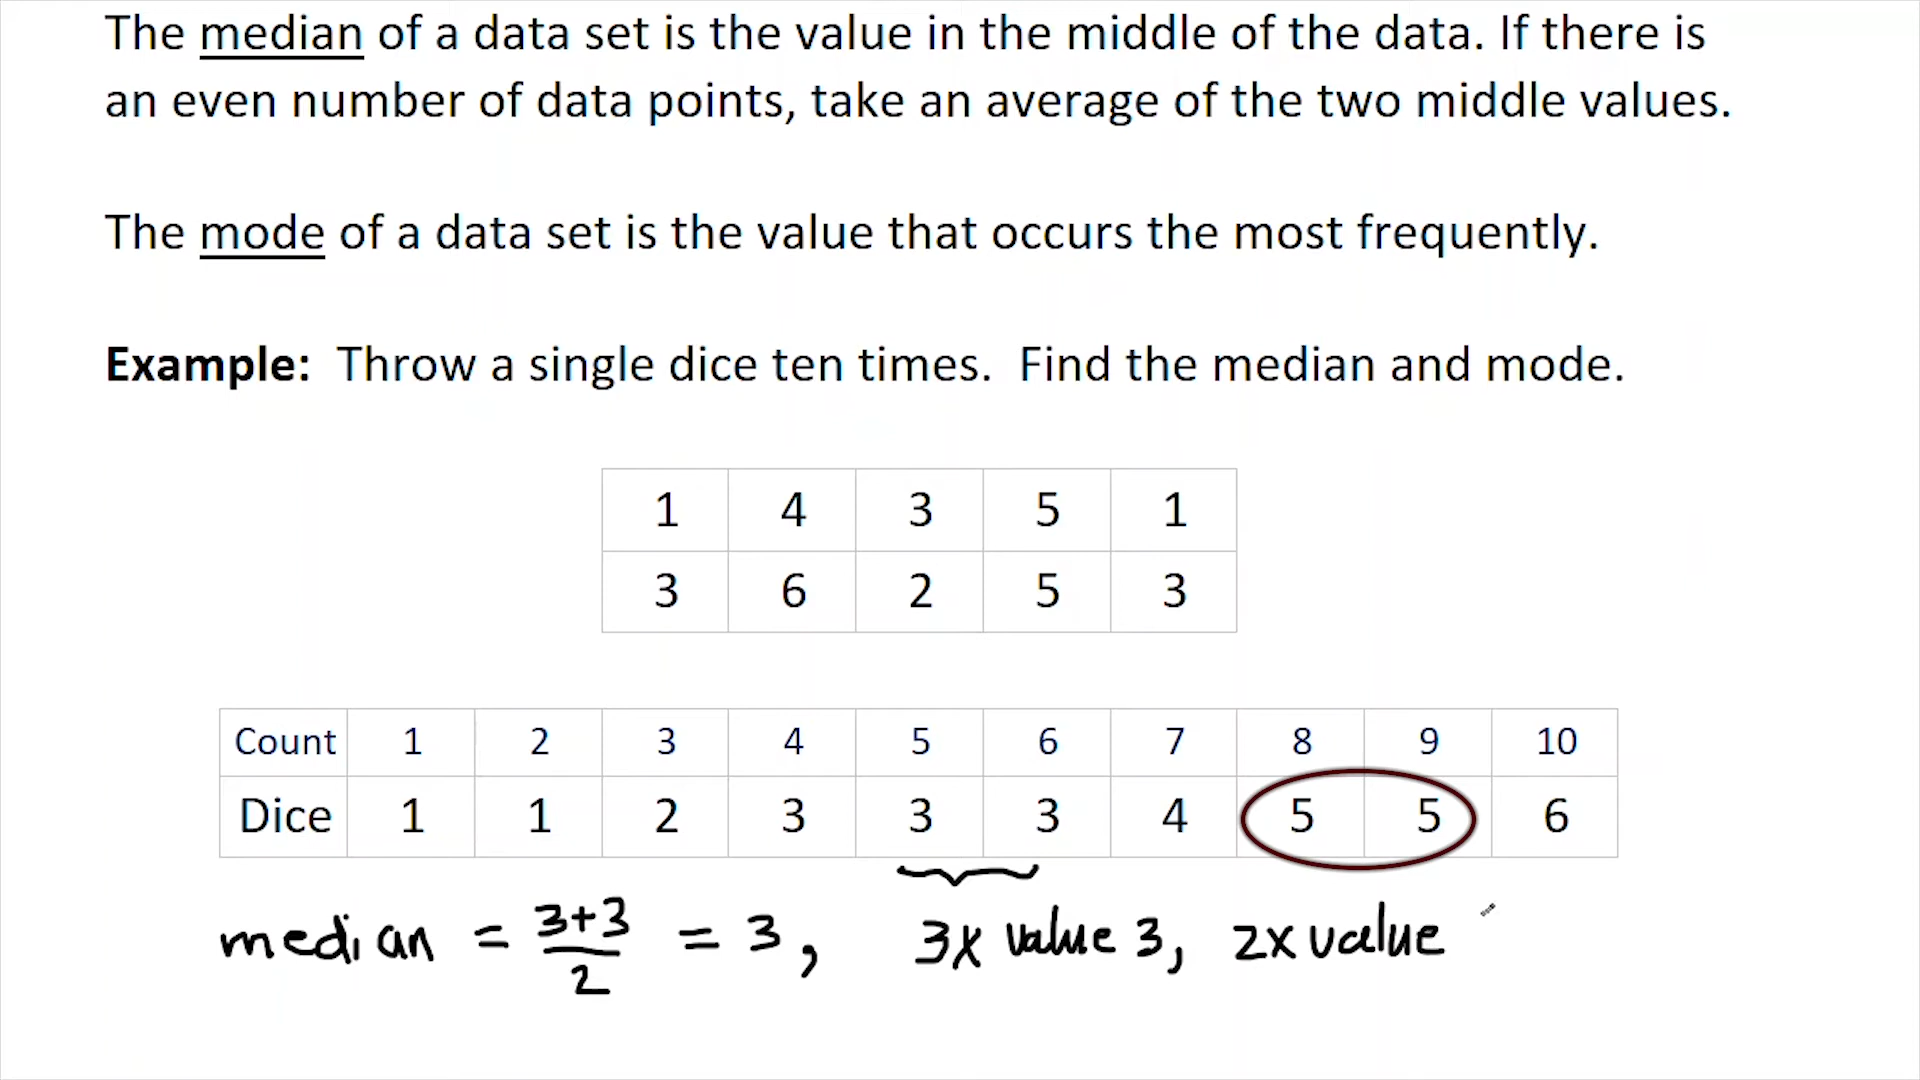 The median of a data set is the value in the middle of the data. If there is
an even number of data points, take an average of the two middle values.
The mode of a data set is the value that occurs the most frequently.
Example: Throw a single dice ten times. Find the median and mode.
1 4 3 5 1
3 6 2 5 3
Count 1 2 3 4 5 6 7 8 9 10
Dice 1 1 2 3 3 3 4 5 5 6
median = 3+3/2 = 3, 3x value 3, 2x value